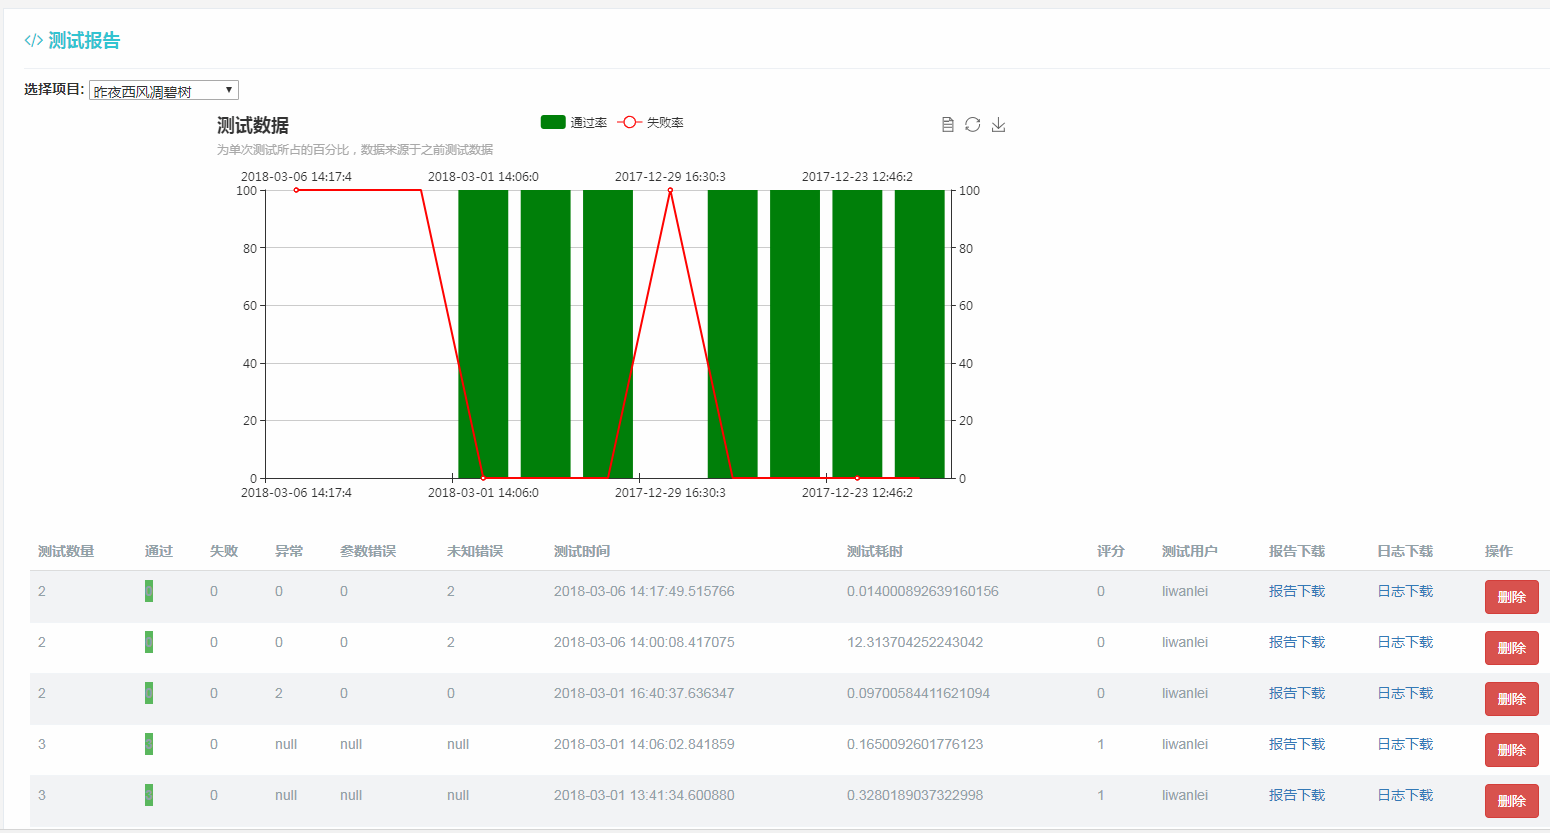 </> 测试报告
选择项目: 昨夜西风凋碧树
测试数据
通过率 失败率
为单次测试所占的百分比，数据来源于之前测试数据
2018-03-06 14:17:4 2018-03-01 14:06:0 2017-12-29 16:30:3 2017-12-23 12:46:2
100 100
80 80
60 60
40 40
20 20
0 0
2018-03-06 14:17:4 2018-03-01 14:06:0 2017-12-29 16:30:3 2017-12-23 12:46:2
测试数量 通过 失败 异常 参数错误 未知错误 测试时间 测试耗时 评分 测试用户 报告下载 日志下载 操作
2 0 0 0 2 2018-03-06 14:17:49.515766 0.014000892639160156 0 liwanlei 报告下载 日志下载 删除
2 0 0 0 2 2018-03-06 14:00:08.417075 12.313704252243042 0 liwanlei 报告下载 日志下载 删除
2 0 2 0 0 2018-03-01 16:40:37.636347 0.09700584411621094 0 liwanlei 报告下载 日志下载 删除
3 0 null null null 2018-03-01 14:06:02.841859 0.1650092601776123 1 liwanlei 报告下载 日志下载 删除
3 0 null null null 2018-03-01 13:41:34.600880 0.3280189037322998 1 liwanlei 报告下载 日志下载 删除